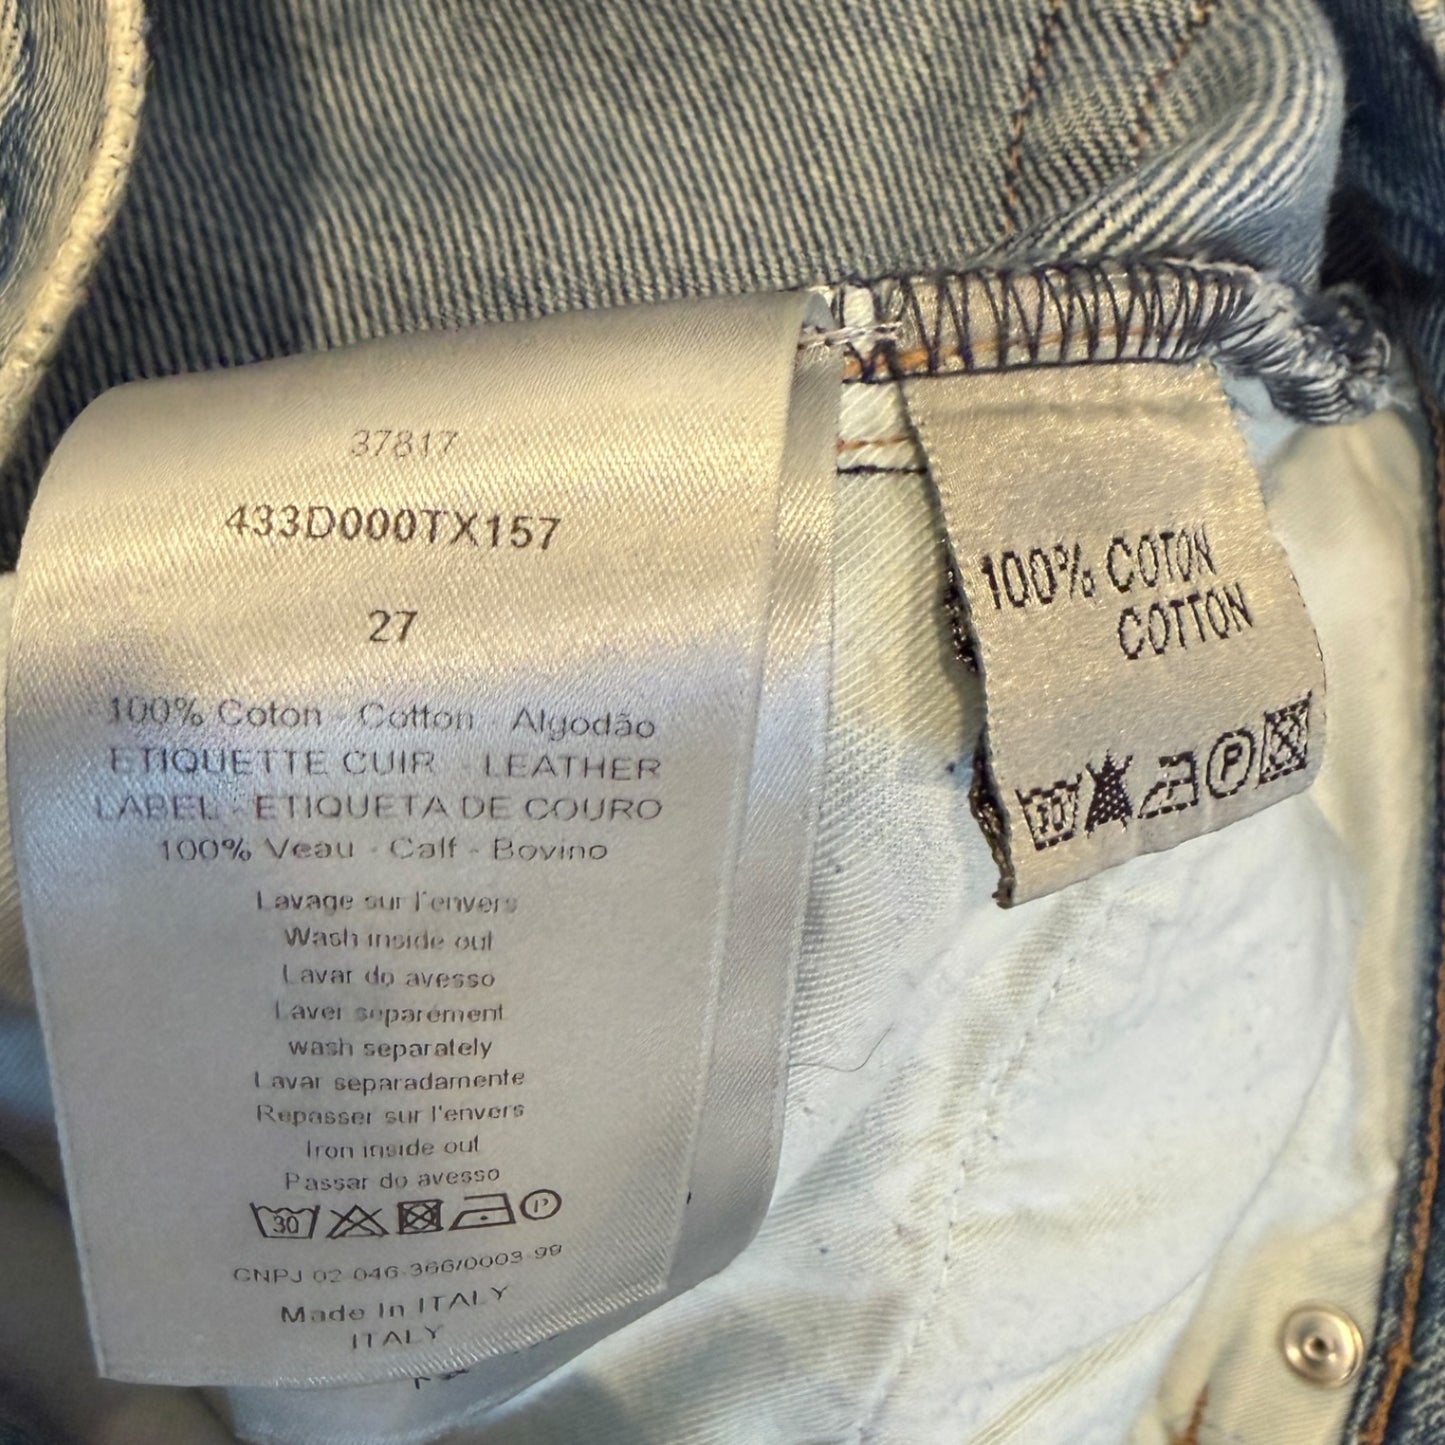 37817
433D000TX157
27
100% Coton - Cotton - Algodão
ETIQUETTE CUIR - LEATHER
LABEL - ETIQUETA DE COURO
100% Veau - Calf - Bovino
Lavage sur l'envers
Wash inside out
Lavar do avesso
Laver séparément
wash separately
Lavar separadamente
Repasser sur l'envers
Iron inside out
Passar do avesso
30 P
CNPJ 02-046-366/0003-99
Made In ITALY
ITALY
100% COTON
COTTON
30 P